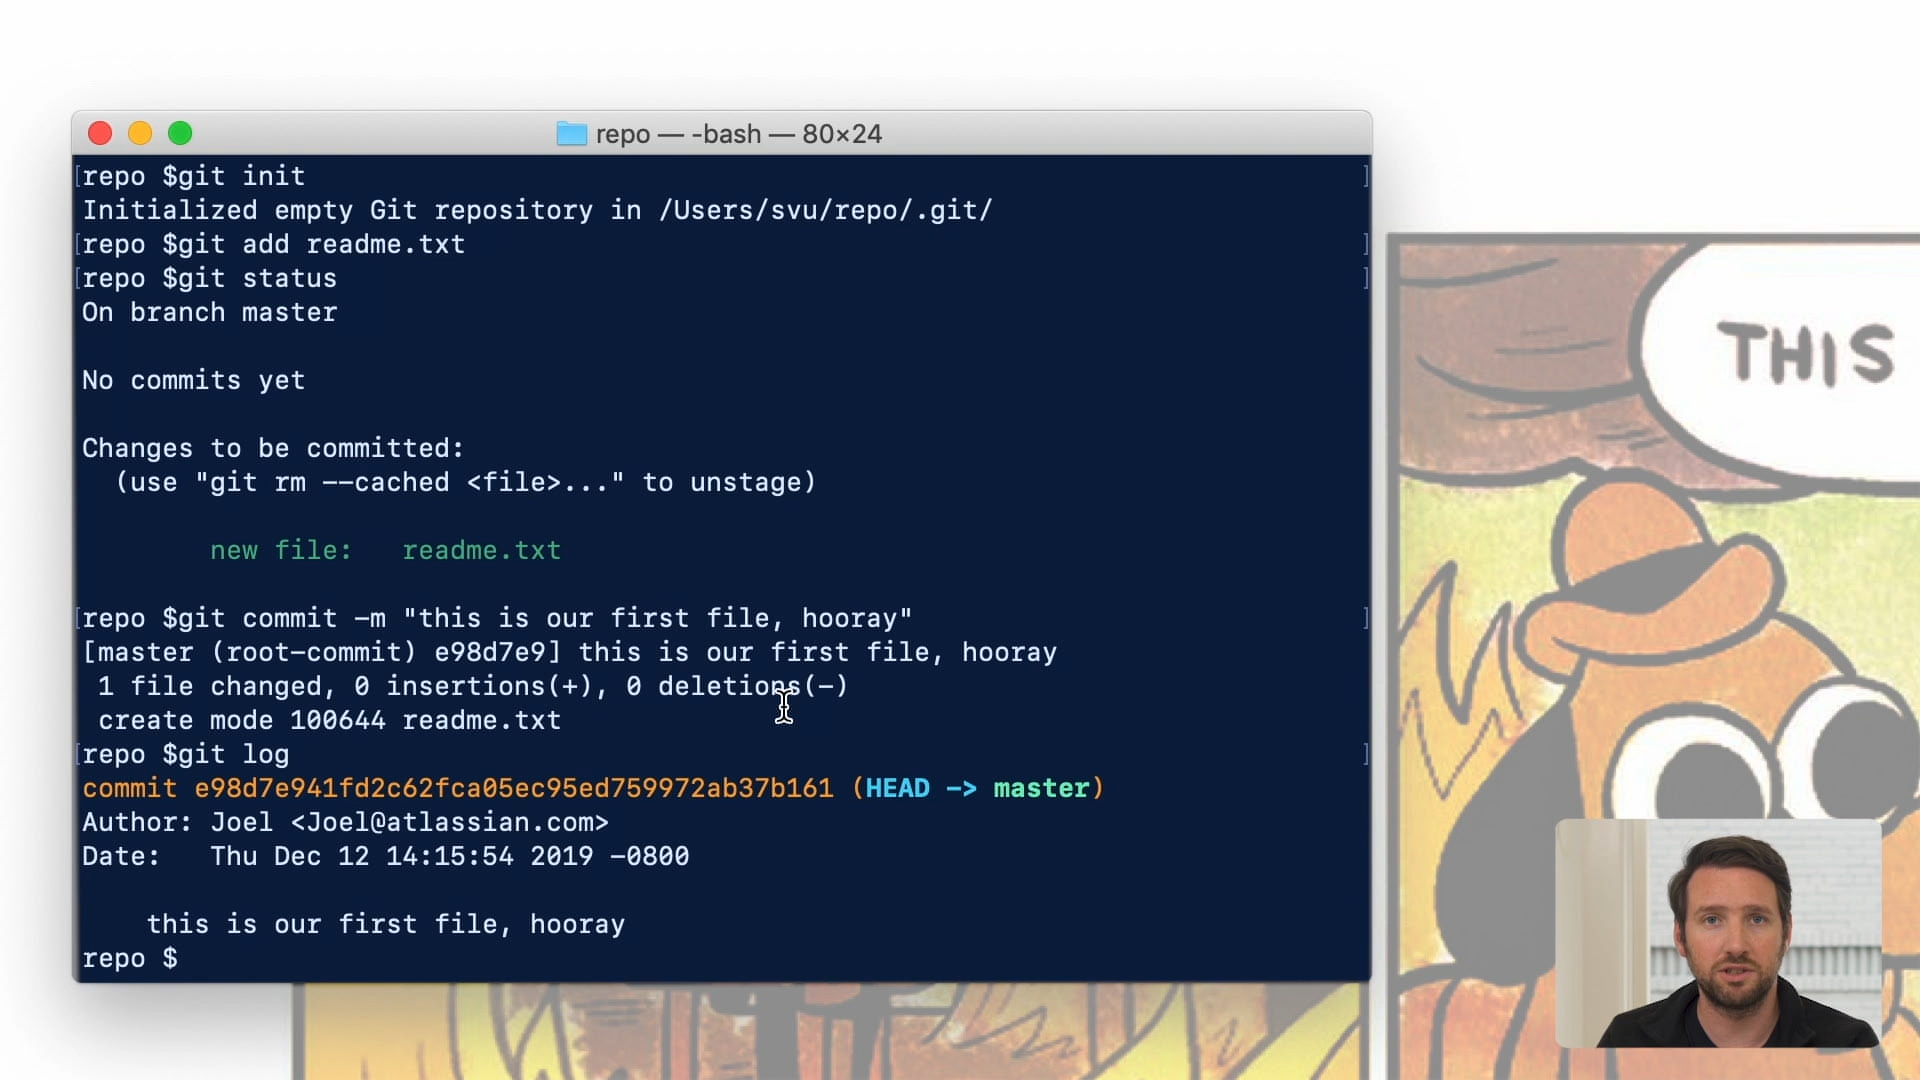 repo — -bash — 80×24
repo $git init
Initialized empty Git repository in /Users/svu/repo/.git/
repo $git add readme.txt
repo $git status
On branch master
No commits yet
Changes to be committed:
  (use "git rm --cached <file>..." to unstage)
        new file:   readme.txt
repo $git commit -m "this is our first file, hooray"
[master (root-commit) e98d7e9] this is our first file, hooray
 1 file changed, 0 insertions(+), 0 deletions(-)
 create mode 100644 readme.txt
repo $git log
commit e98d7e941fd2c62fca05ec95ed759972ab37b161 (HEAD -> master)
Author: Joel <Joel@atlassian.com>
Date:   Thu Dec 12 14:15:54 2019 -0800
    this is our first file, hooray
repo $
THIS